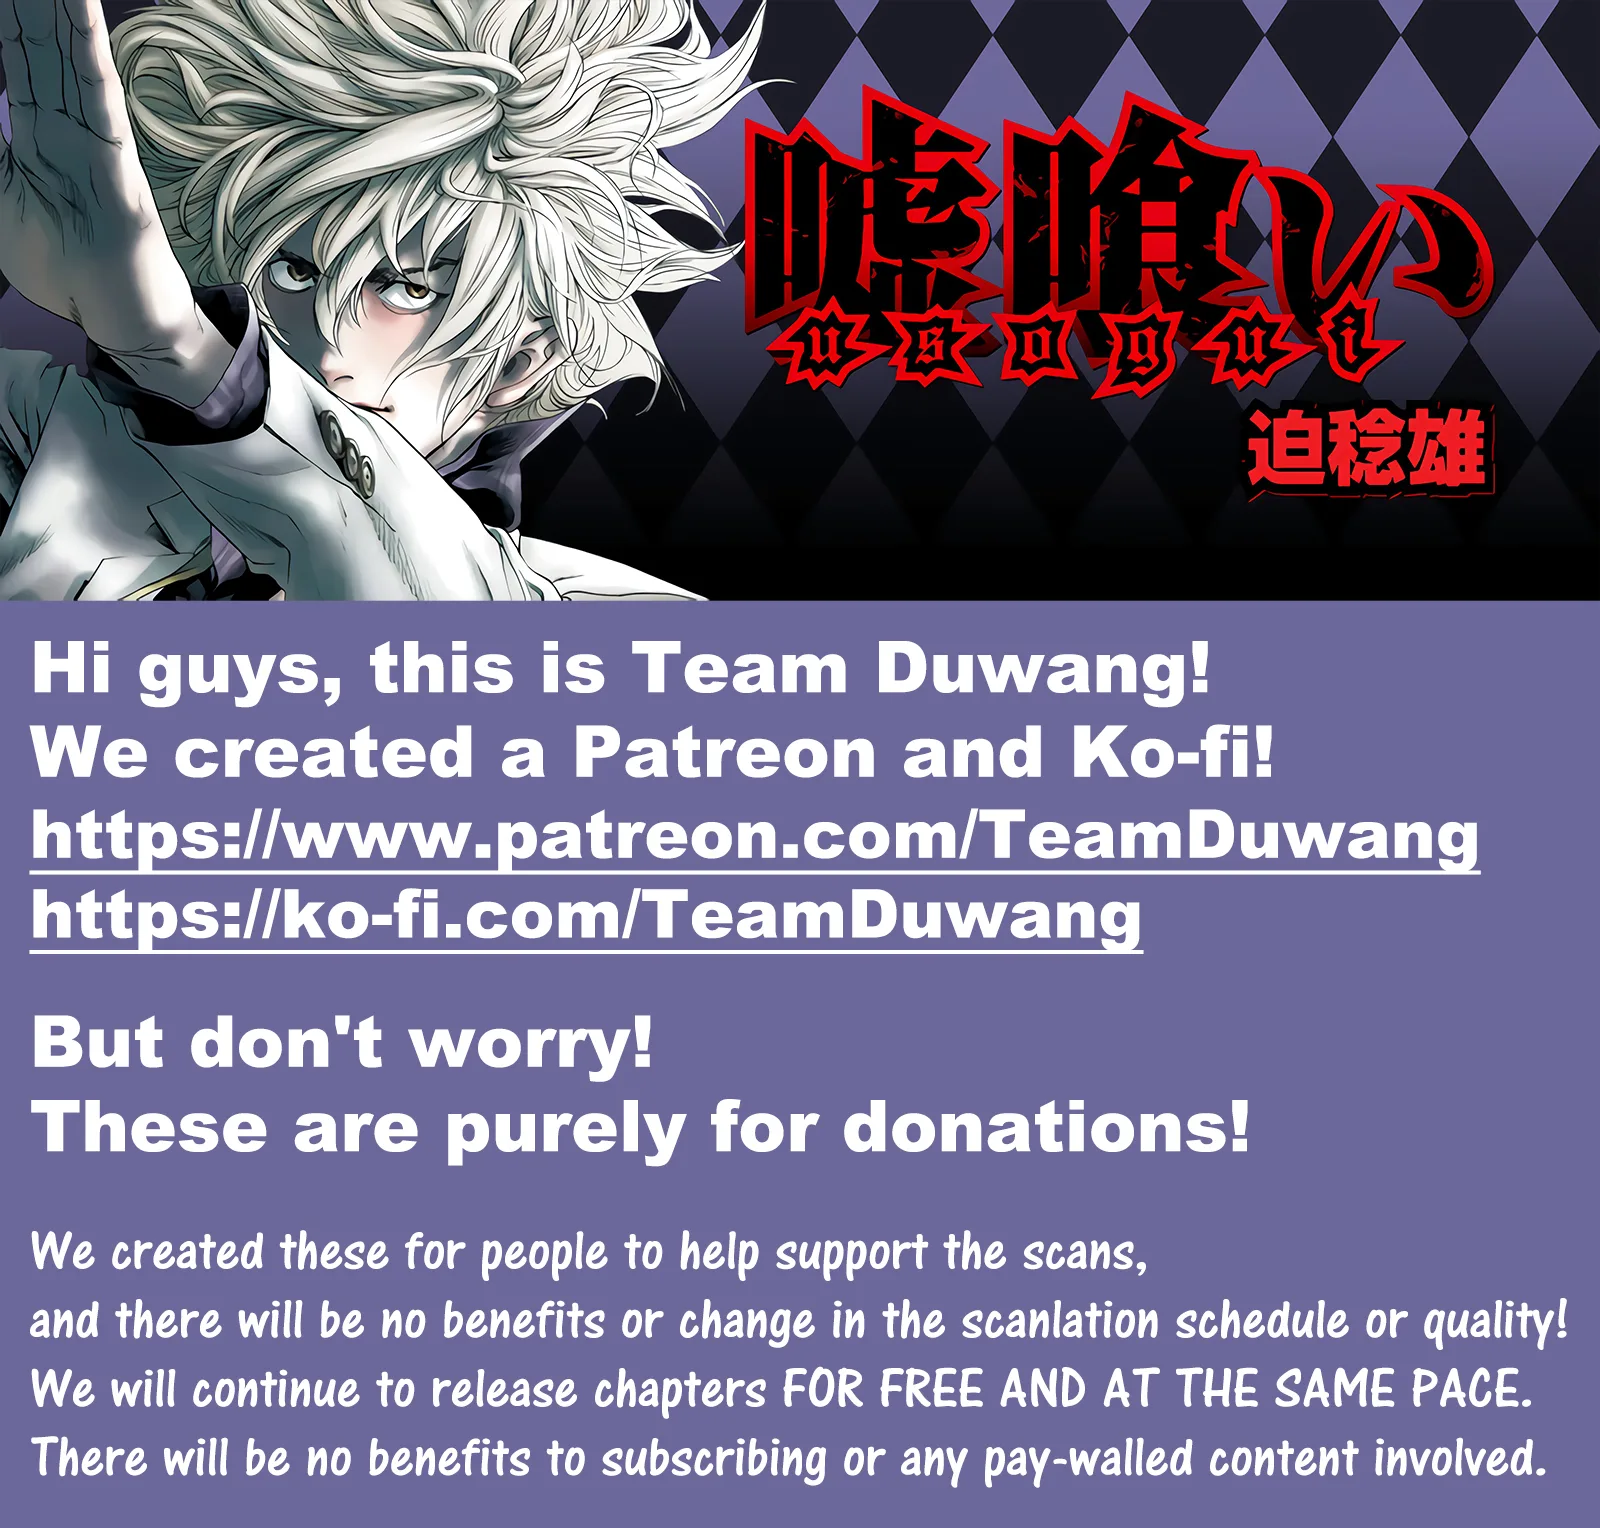 嘘喰い
usogui
迫稔雄
Hi guys, this is Team Duwang!
We created a Patreon and Ko-fi!
https://www.patreon.com/TeamDuwang
https://ko-fi.com/TeamDuwang
But don't worry!
These are purely for donations!
We created these for people to help support the scans,
and there will be no benefits or change in the scanlation schedule or quality!
We will continue to release chapters FOR FREE AND AT THE SAME PACE.
There will be no benefits to subscribing or any pay-walled content involved.